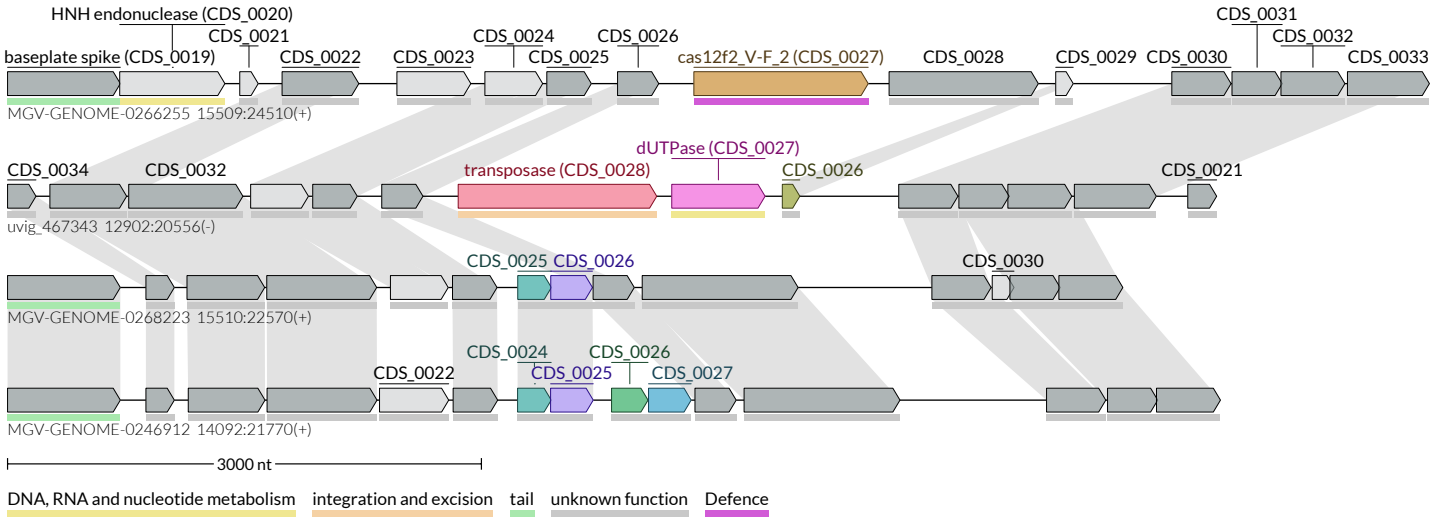 HNH endonuclease (CDS_0020)
CDS_0031
CDS_0021
CDS_0024
CDS_0026
CDS_0032
baseplate spike (CDS_0019)
CDS_0022
CDS_0023
CDS_0025
cas12f2_V-F_2 (CDS_0027)
CDS_0028
CDS_0029
CDS_0030
CDS_0033
MGV-GENOME-0266255 15509:24510(+)
dUTPase (CDS_0027)
CDS_0034
CDS_0032
transposase (CDS_0028)
CDS_0026
CDS_0021
uvig_467343 12902:20556(-)
CDS_0025
CDS_0026
CDS_0030
MGV-GENOME-0268223 15510:22570(+)
CDS_0024
CDS_0026
CDS_0022
CDS_0025
CDS_0027
MGV-GENOME-0246912 14092:21770(+)
3000 nt
DNA, RNA and nucleotide metabolism
integration and excision
tail
unknown function
Defence